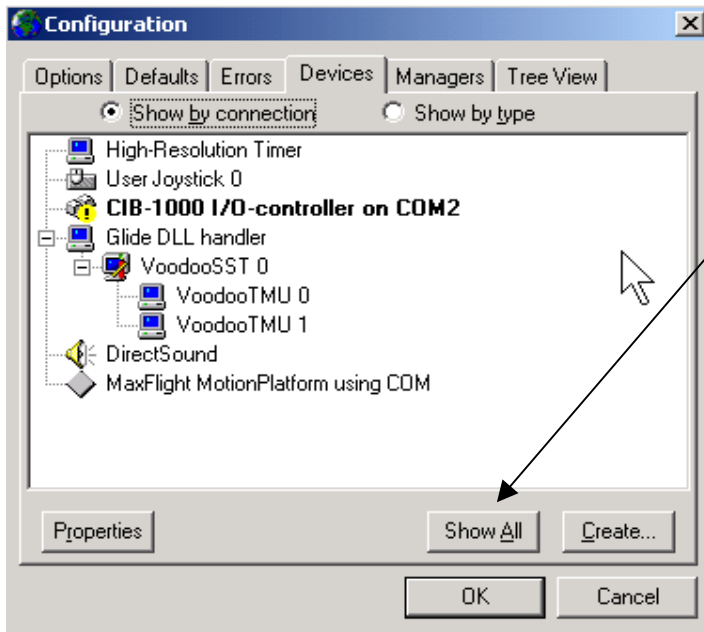 Configuration
Options Defaults Errors Devices Managers Tree View
Show by connection Show by type
High-Resolution Timer
User Joystick 0
CIB-1000 I/O-controller on COM2
Glide DLL handler
VoodooSST 0
VoodooTMU 0
VoodooTMU 1
DirectSound
MaxFlight MotionPlatform using COM
Properties Show All Create...
OK Cancel